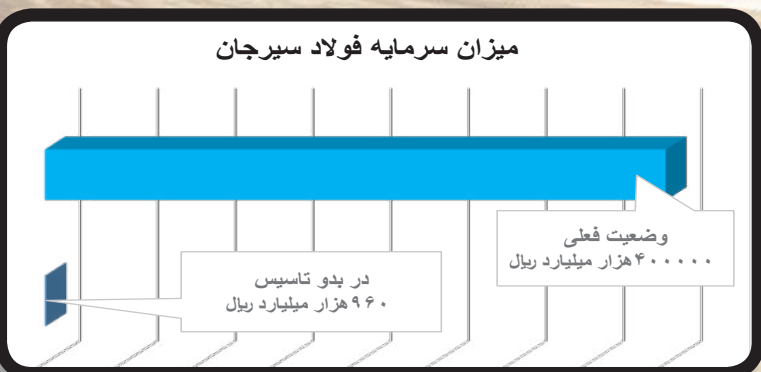 میزان سرمایه فولاد سیرجان
وضعیت فعلی
۴۰۰۰۰۰هزار میلیارد ریال
در بدو تاسیس
۹۶۰هزار میلیارد ریال